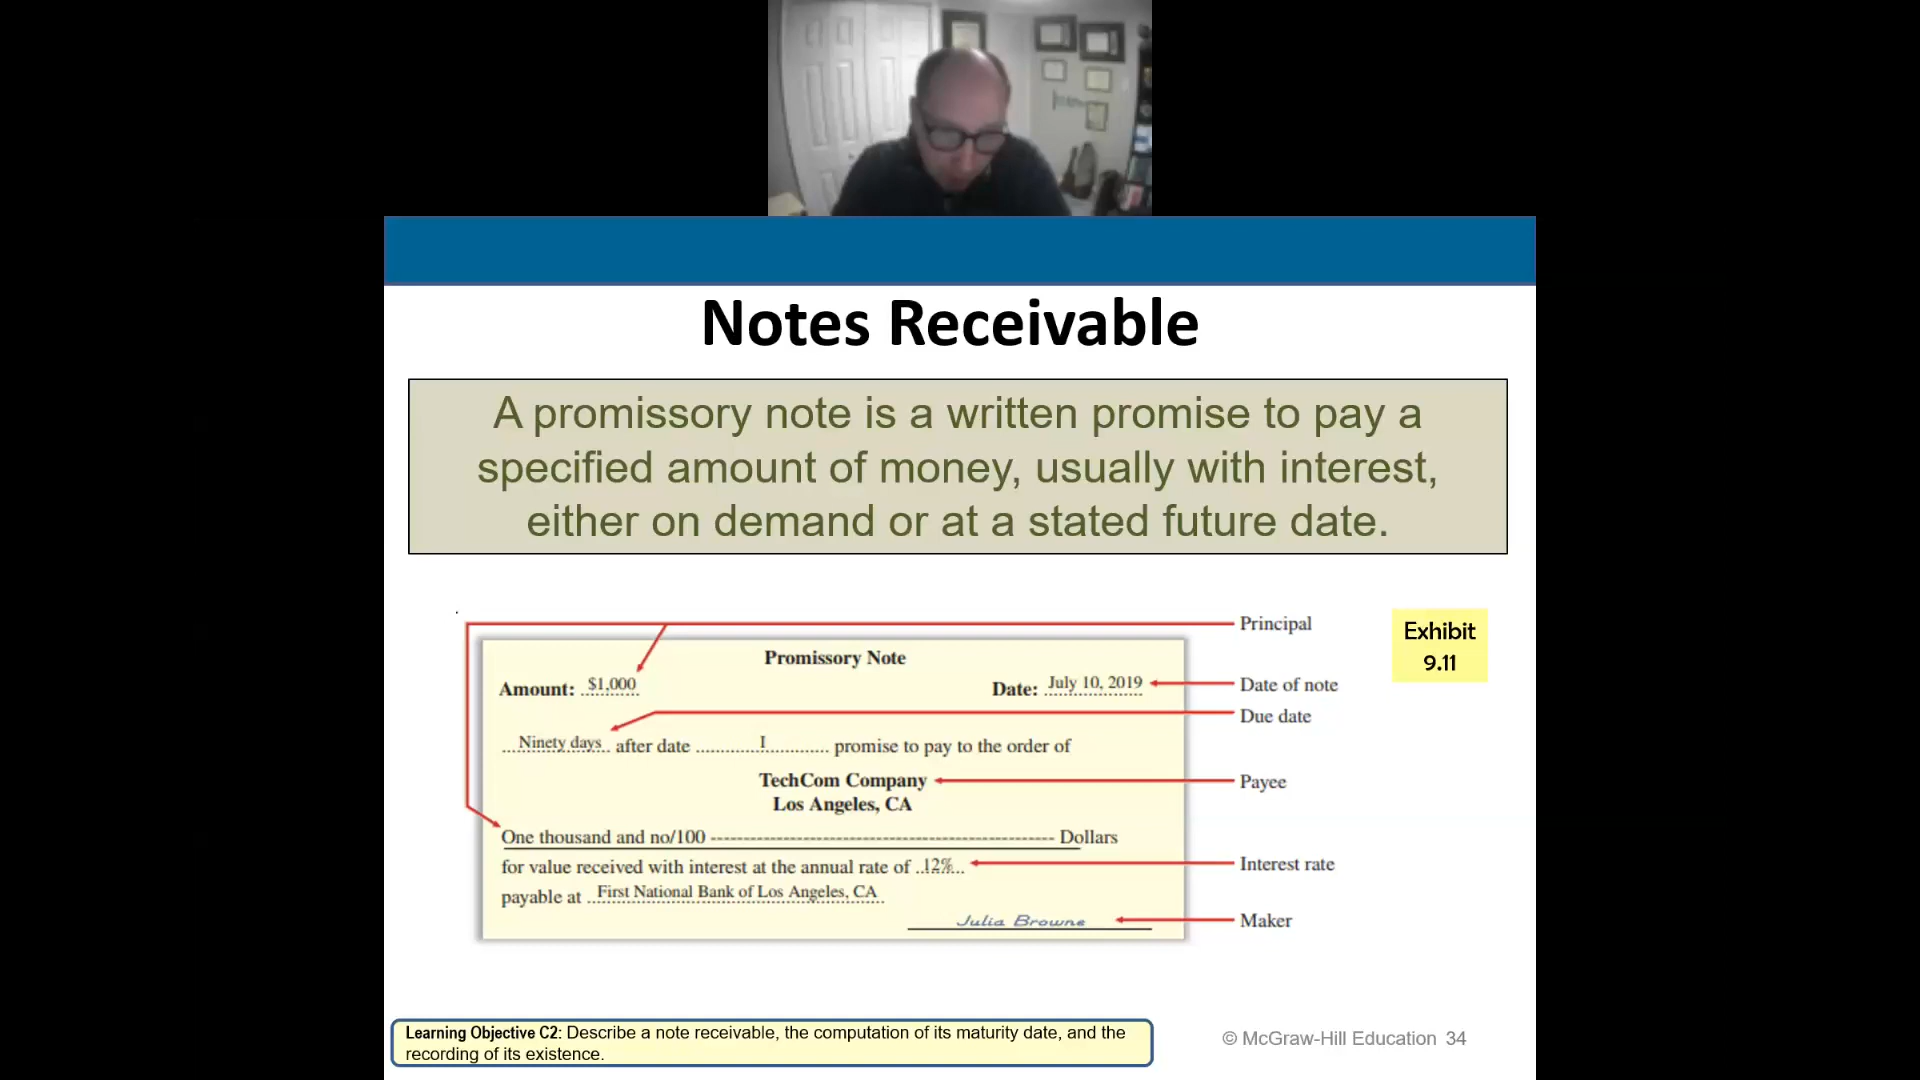 Notes Receivable
A promissory note is a written promise to pay a
specified amount of money, usually with interest,
either on demand or at a stated future date.
Principal
Exhibit
9.11
Promissory Note
Amount: $1,000
Date: July 10, 2019
Date of note
Due date
Ninety days after date I promise to pay to the order of
TechCom Company
Payee
Los Angeles, CA
One thousand and no/100 ---------------------------------------------------- Dollars
for value received with interest at the annual rate of 12%
Interest rate
payable at First National Bank of Los Angeles, CA
Julia Browne
Maker
Learning Objective C2: Describe a note receivable, the computation of its maturity date, and the
recording of its existence.
© McGraw-Hill Education 34